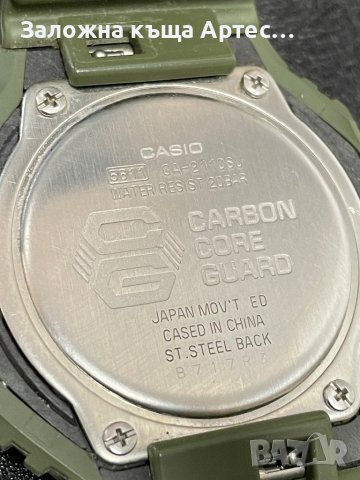 Заложна къща Артес...
CASIO
5611 GA-2110SU
WATER RESIST 20BAR
CARBON
CORE
GUARD
JAPAN MOV'T ED
CASED IN CHINA
ST. STEEL BACK
BAZAR